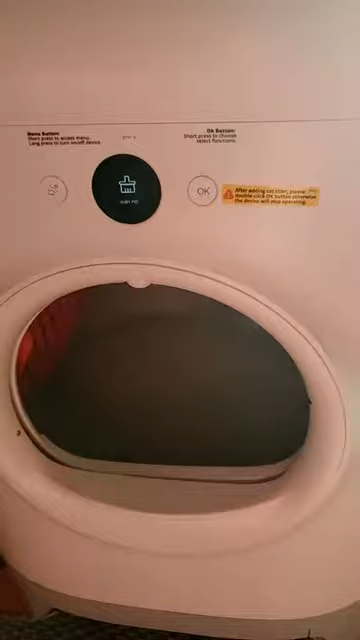 Menu Button:
Short press to access menu.
Long press to turn on/off device.
Ok Button:
Short press to choose
select functions.
OK
After adding cat litter, please
double-click OK button otherwise
the device will stop operating.